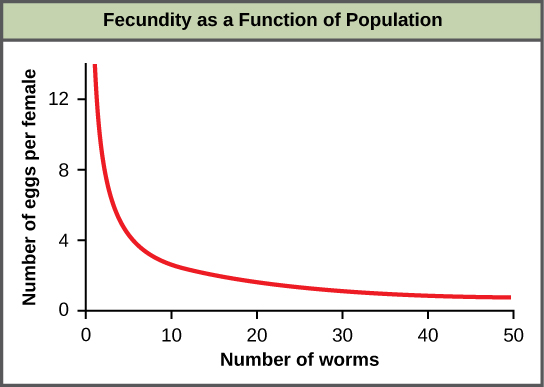 Fecundity as a Function of Population
Number of eggs per female
12
8
4
0
0 10 20 30 40 50
Number of worms